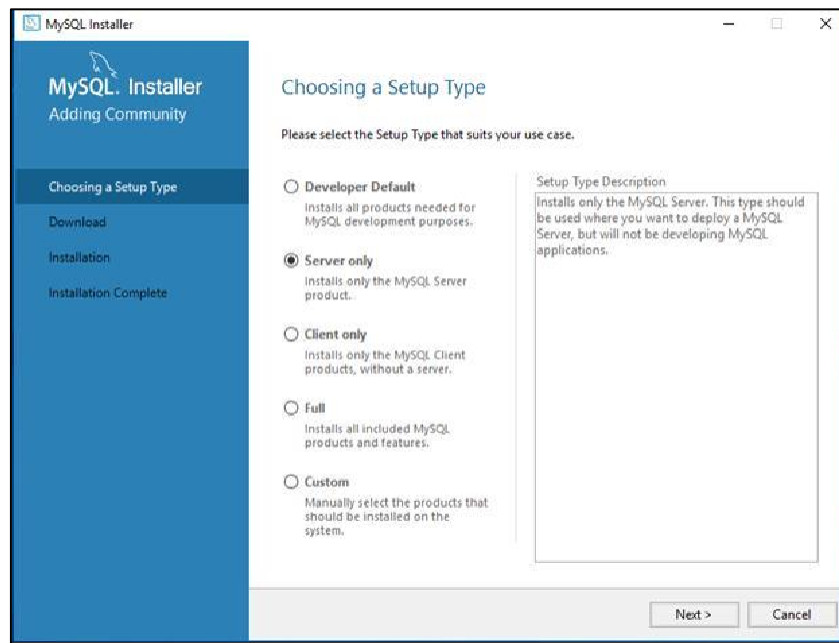 MySQL Installer
MySQL. Installer
Adding Community
Choosing a Setup Type
Download
Installation
Installation Complete
Choosing a Setup Type
Please select the Setup Type that suits your use case.
Developer Default
Installs all products needed for
MySQL development purposes.
Server only
Installs only the MySQL Server
product.
Client only
Installs only the MySQL Client
products, without a server.
Full
Installs all included MySQL
products and features.
Custom
Manually select the products that
should be installed on the
system.
Setup Type Description
Installs only the MySQL Server. This type should
be used where you want to deploy a MySQL
Server, but will not be developing MySQL
applications.
Next >
Cancel